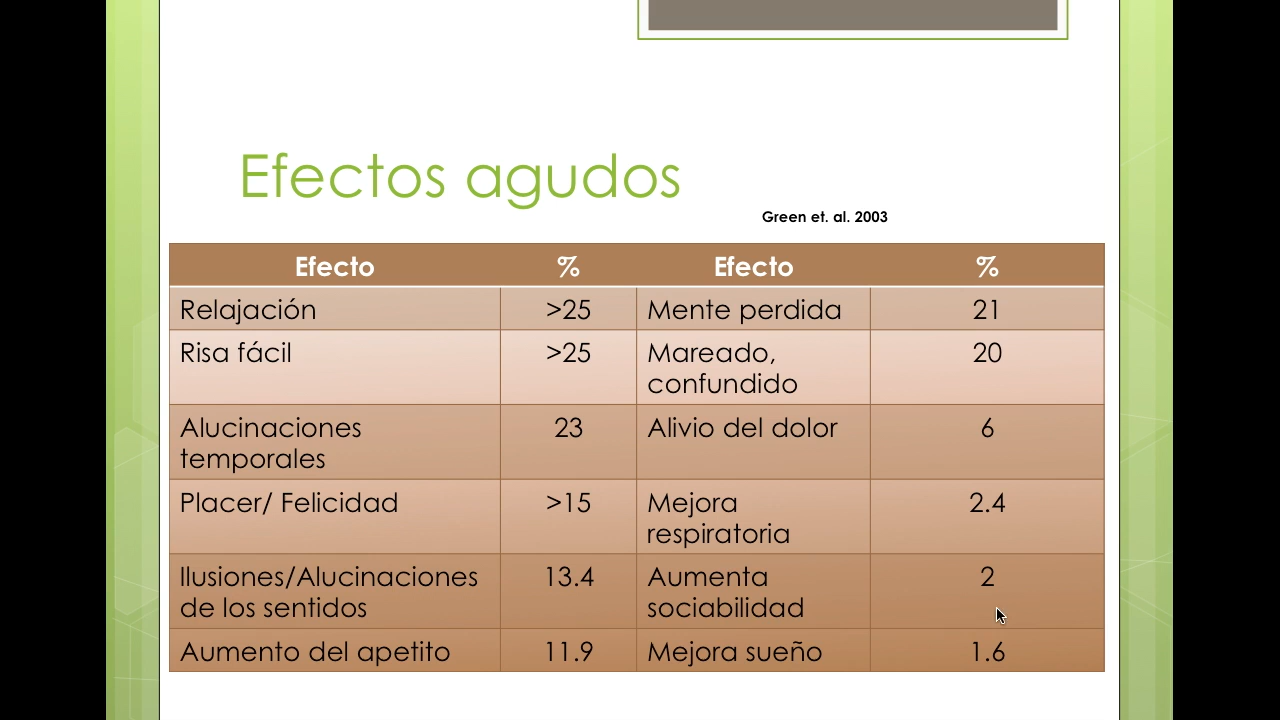 Efectos agudos
Green et. al. 2003
Efecto % Efecto %
Relajación >25 Mente perdida 21
Risa fácil >25 Mareado, confundido 20
Alucinaciones temporales 23 Alivio del dolor 6
Placer/ Felicidad >15 Mejora respiratoria 2.4
Ilusiones/Alucinaciones de los sentidos 13.4 Aumenta sociabilidad 2
Aumento del apetito 11.9 Mejora sueño 1.6